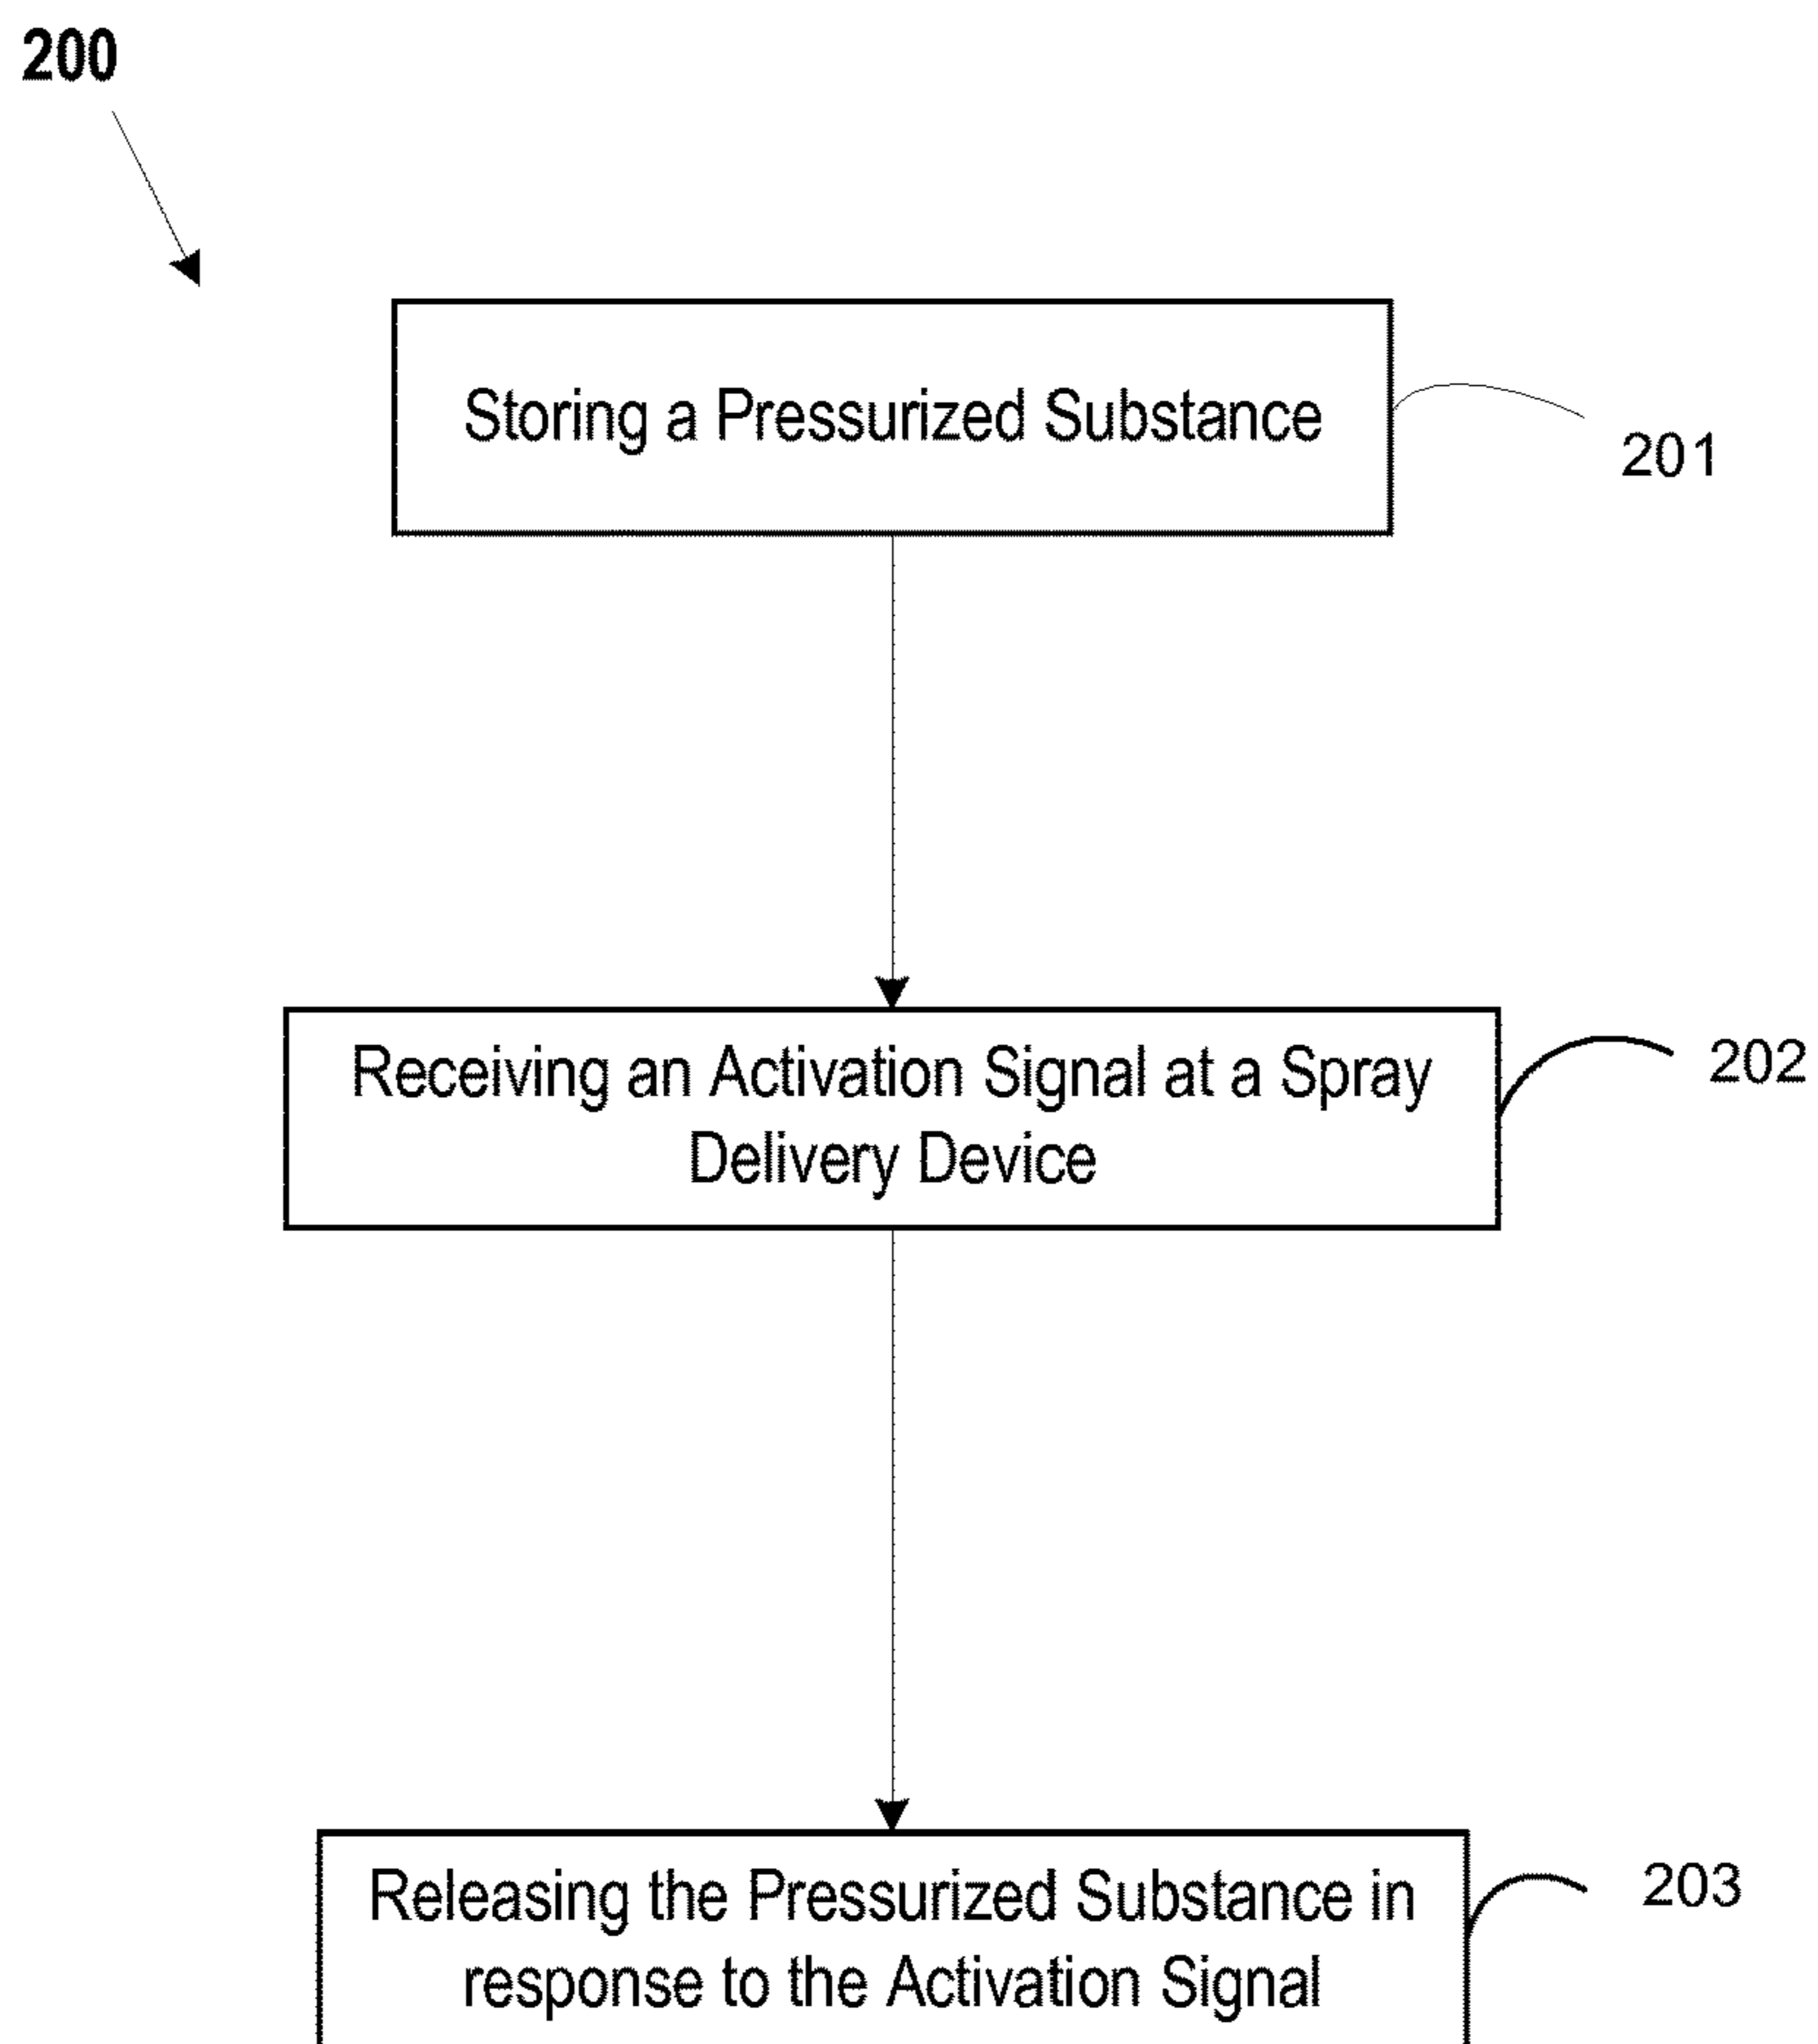 200
Storing a Pressurized Substance
201
Receiving an Activation Signal at a Spray
Delivery Device
202
Releasing the Pressurized Substance in
response to the Activation Signal
203